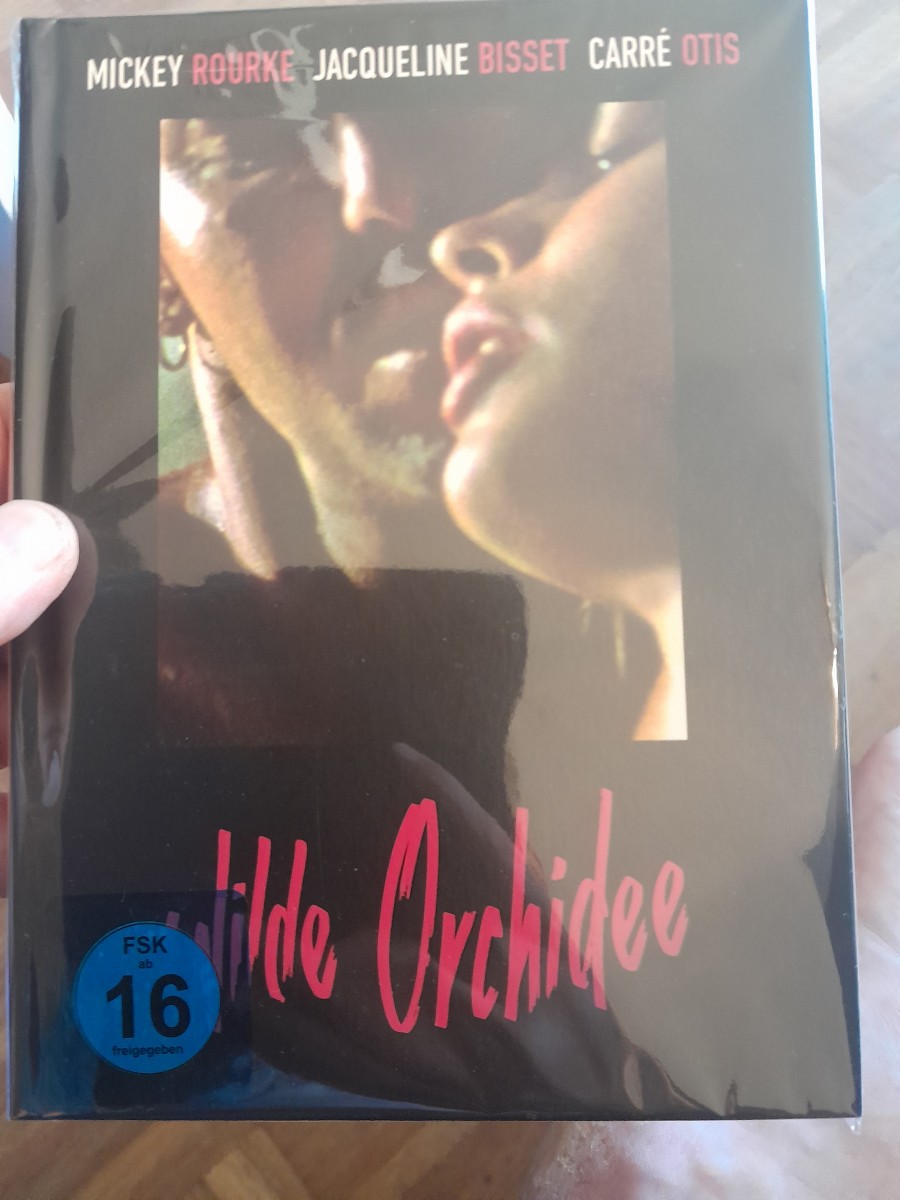 MICKEY ROURKE JACQUELINE BISSET CARRÉ OTIS
Wilde Orchidee
FSK
ab
16
freigegeben